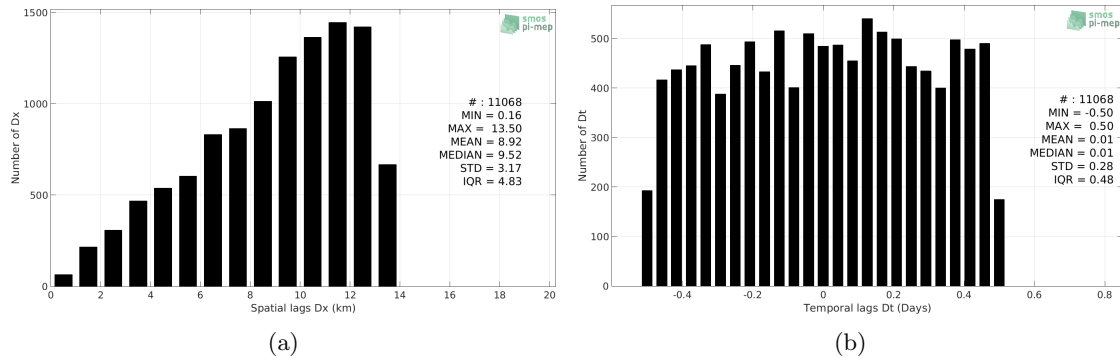 smos
pi-mep
1500
1000
500
0
Number of Dx
# : 11068
MIN = 0.16
MAX = 13.50
MEAN = 8.92
MEDIAN = 9.52
STD = 3.17
IQR = 4.83
0 2 4 6 8 10 12 14 16 18 20
Spatial lags Dx (km)
(a)
smos
pi-mep
500
400
300
200
100
0
Number of Dt
# : 11068
MIN = -0.50
MAX = 0.50
MEAN = 0.01
MEDIAN = 0.01
STD = 0.28
IQR = 0.48
-0.4 -0.2 0 0.2 0.4 0.6 0.8
Temporal lags Dt (Days)
(b)